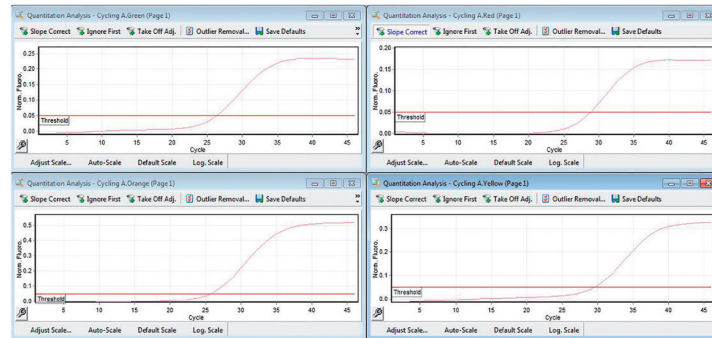 Quantitation Analysis - Cycling A.Green (Page 1)
Slope Correct Ignore First Take Off Adj. Outlier Removal... Save Defaults »
Norm. Fluoro.
0.25
0.20
0.15
0.10
0.05
0.00
Threshold
5 10 15 20 25 30 35 40 45
Cycle
Adjust Scale... Auto-Scale Default Scale Log. Scale
Quantitation Analysis - Cycling A.Red (Page 1)
Slope Correct Ignore First Take Off Adj. Outlier Removal... Save Defaults
Norm. Fluoro.
0.20
0.15
0.10
0.05
0.00
Threshold
5 10 15 20 25 30 35 40 45
Cycle
Adjust Scale... Auto-Scale Default Scale Log. Scale
Quantitation Analysis - Cycling A.Orange (Page 1)
Slope Correct Ignore First Take Off Adj. Outlier Removal... Save Defaults »
Norm. Fluoro.
0.5
0.4
0.3
0.2
0.1
0.0
Threshold
5 10 15 20 25 30 35 40 45
Cycle
Adjust Scale... Auto-Scale Default Scale Log. Scale
Quantitation Analysis - Cycling A.Yellow (Page 1)
Slope Correct Ignore First Take Off Adj. Outlier Removal... Save Defaults
Norm. Fluoro.
0.3
0.2
0.1
0.0
Threshold
5 10 15 20 25 30 35 40 45
Cycle
Adjust Scale... Auto-Scale Default Scale Log. Scale